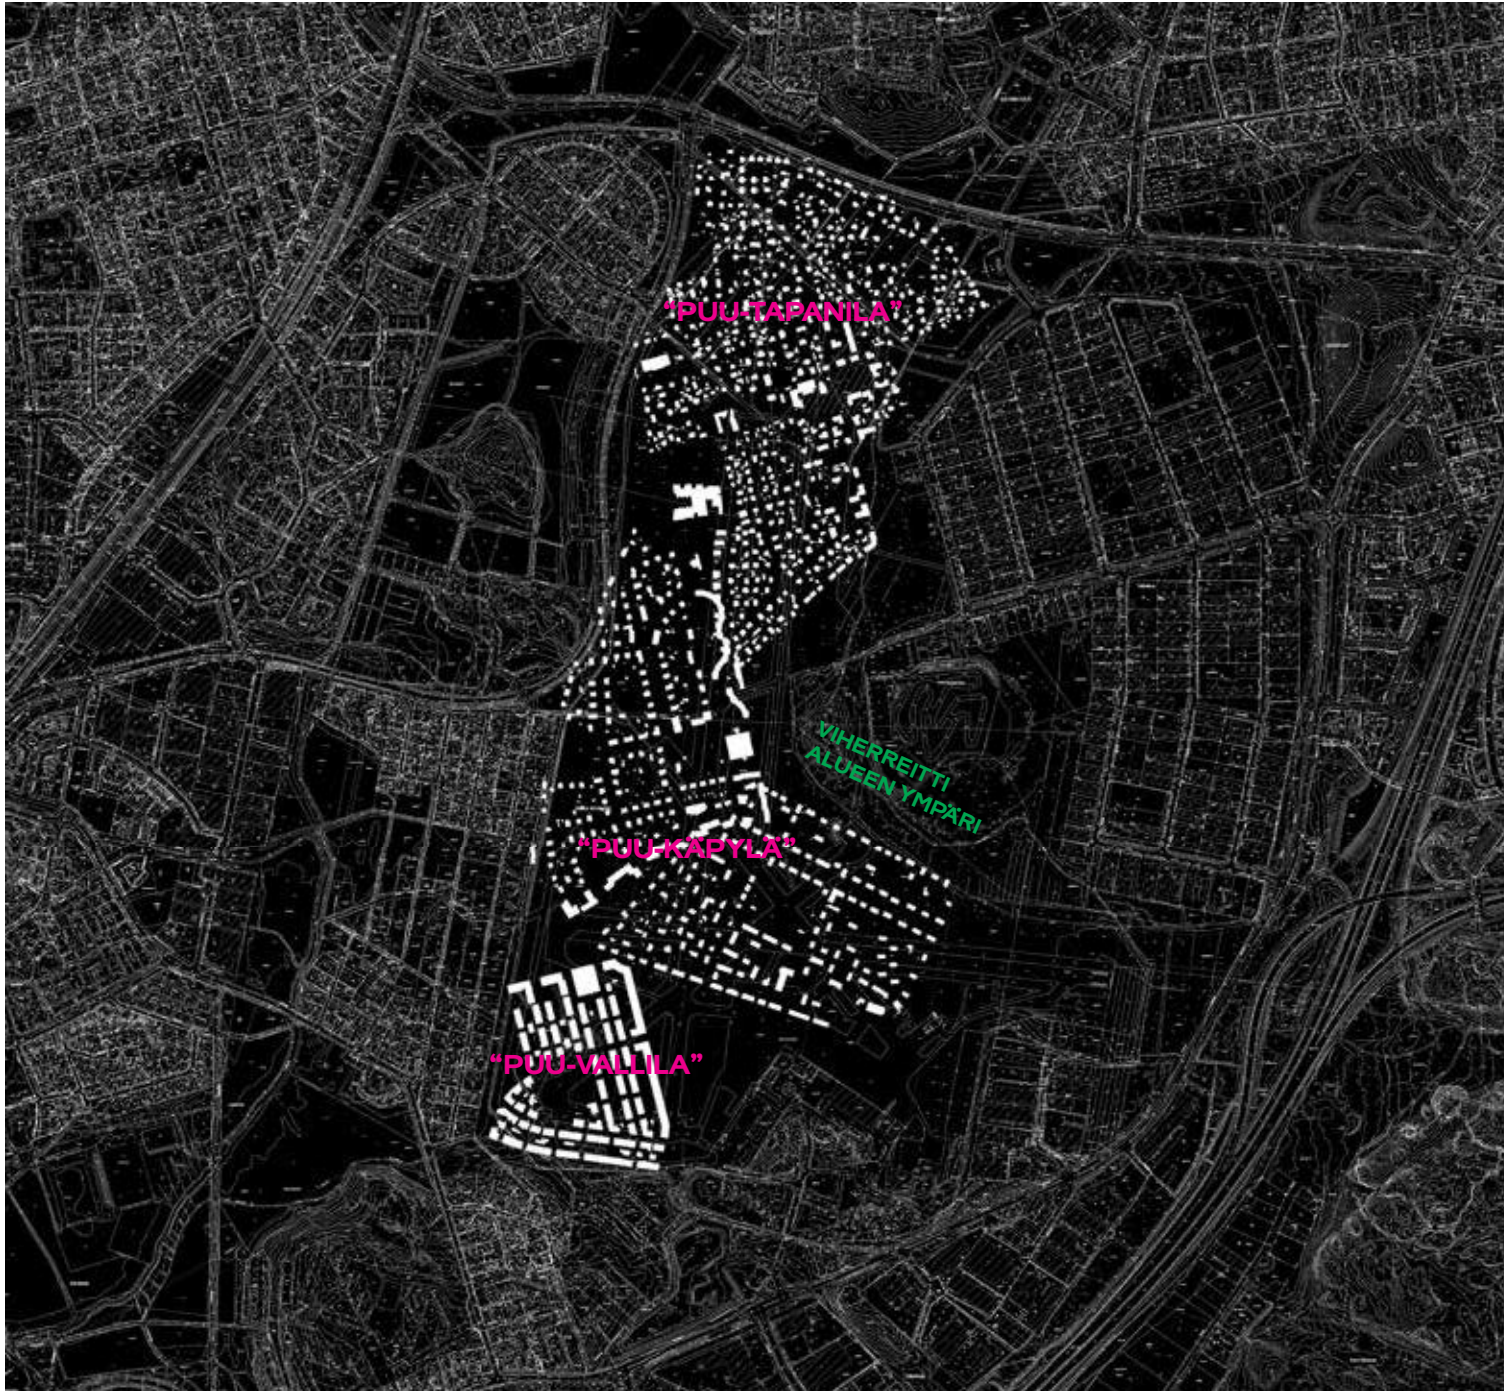 “PUU-TAPANILA”
VIHERREITTI
ALUEEN YMPÄRI
“PUU-KÄPYLÄ”
“PUU-VALLILA”